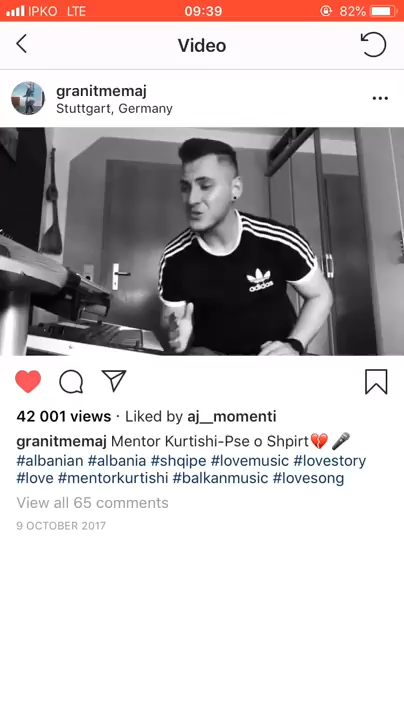 IPKO LTE 09:39 82%
Video
granitmemaj
Stuttgart, Germany
adidas
42 001 views · Liked by aj__momenti
granitmemaj Mentor Kurtishi-Pse o Shpirt💔 🎤
#albanian #albania #shqipe #lovemusic #lovestory
#love #mentorkurtishi #balkanmusic #lovesong
View all 65 comments
9 OCTOBER 2017